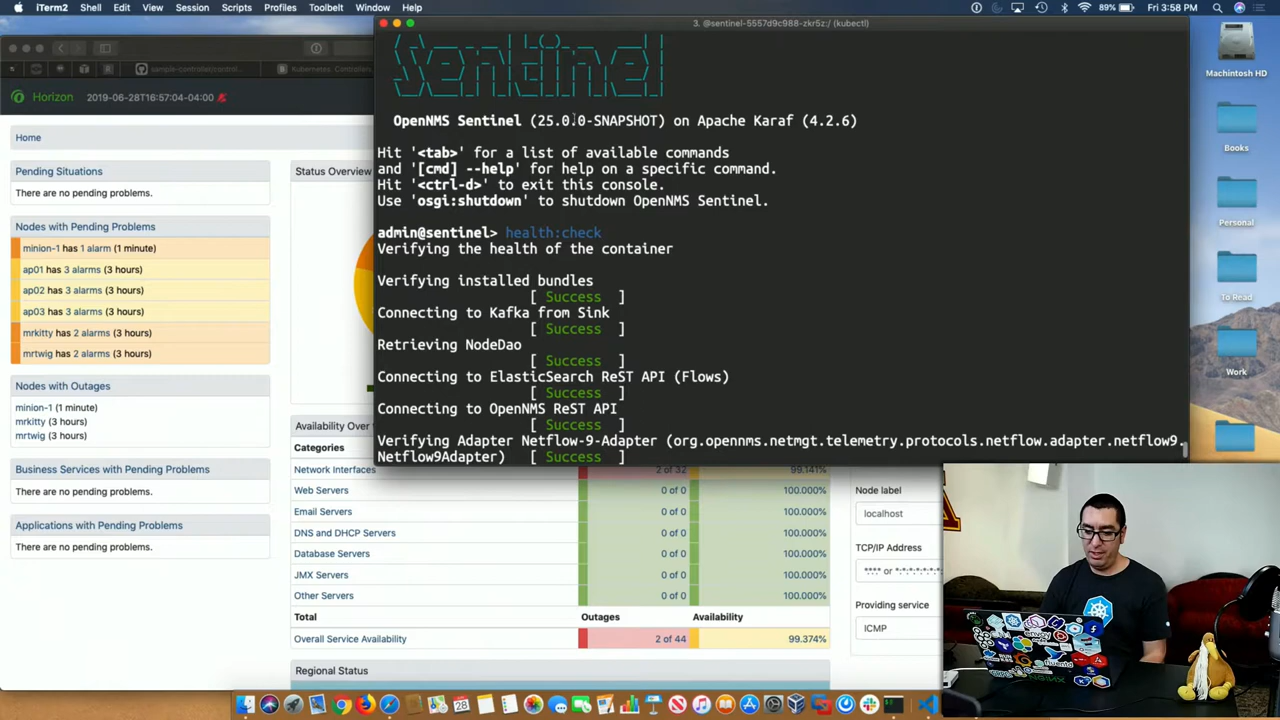 iTerm2 Shell Edit View Session Scripts Profiles Toolbelt Window Help
89% Fri 3:58 PM
3. @sentinel-5557d9c988-zkr5z:/ (kubectl)
Sentinel
OpenNMS Sentinel (25.0.0-SNAPSHOT) on Apache Karaf (4.2.6)
Hit '<tab>' for a list of available commands
and '[cmd] --help' for help on a specific command.
Hit '<ctrl-d>' to exit this console.
Use 'osgi:shutdown' to shutdown OpenNMS Sentinel.
admin@sentinel> health:check
Verifying the health of the container
Verifying installed bundles
[ Success ]
Connecting to Kafka from Sink
[ Success ]
Retrieving NodeDao
[ Success ]
Connecting to ElasticSearch ReST API (Flows)
[ Success ]
Connecting to OpenNMS ReST API
[ Success ]
Verifying Adapter Netflow-9-Adapter (org.opennms.netmgt.telemetry.protocols.netflow.adapter.netflow9.
Netflow9Adapter) [ Success ]
sample-controller/control...
Kubernetes, Controllers
Horizon 2019-06-28T16:57:04-04:00
Home
Pending Situations
There are no pending problems.
Nodes with Pending Problems
minion-1 has 1 alarm (1 minute)
ap01 has 3 alarms (3 hours)
ap02 has 3 alarms (3 hours)
ap03 has 3 alarms (3 hours)
mrkitty has 2 alarms (3 hours)
mrtwig has 2 alarms (3 hours)
Nodes with Outages
minion-1 (1 minute)
mrkitty (3 hours)
mrtwig (3 hours)
Business Services with Pending Problems
There are no pending problems.
Applications with Pending Problems
There are no pending problems.
Status Overview
Availability Over
Categories
Network Interfaces 2 of 32 99.141%
Web Servers 0 of 0 100.000%
Email Servers 0 of 0 100.000%
DNS and DHCP Servers 0 of 0 100.000%
Database Servers 0 of 0 100.000%
JMX Servers 0 of 0 100.000%
Other Servers 0 of 0 100.000%
Total Outages Availability
Overall Service Availability 2 of 44 99.374%
Regional Status
Node label
localhost
TCP/IP Address
**** or *:*:*:*:*:*:*
Providing service
ICMP
Machintosh HD
Books
Personal
To Read
Work